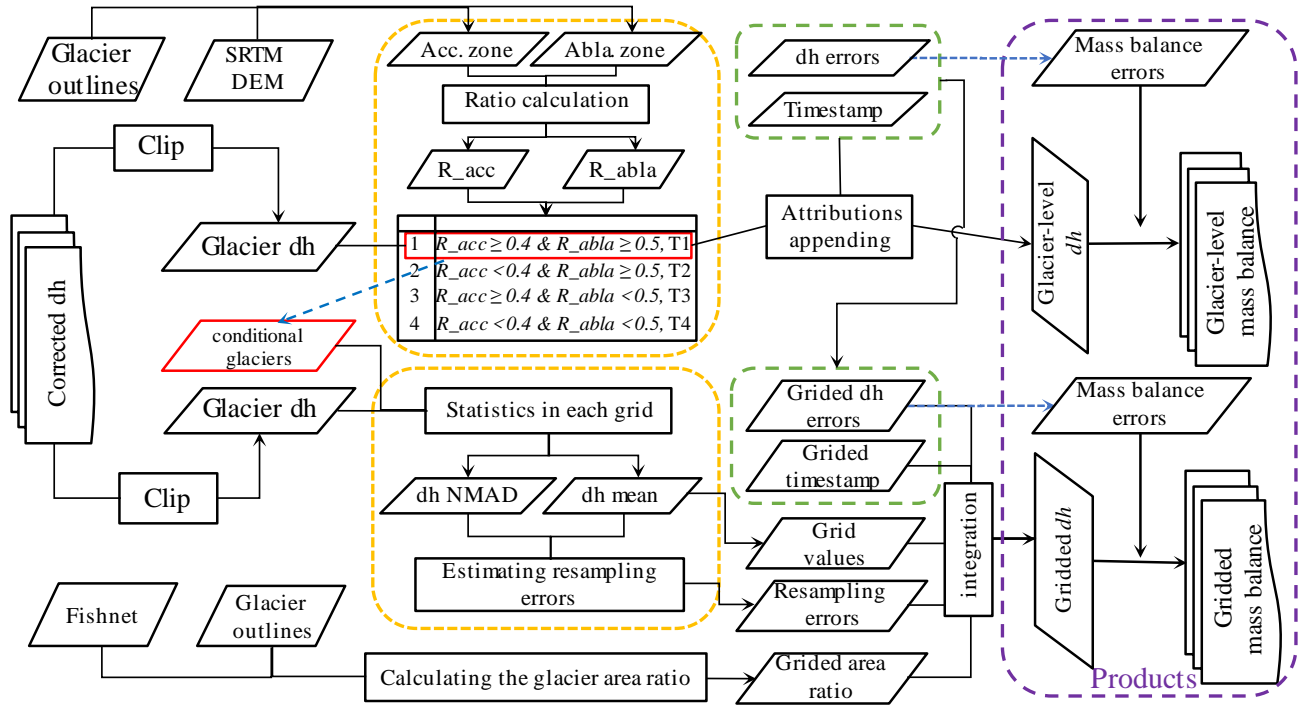 Glacier
outlines
SRTM
DEM
Acc. zone
Abla. zone
Ratio calculation
R_acc
R_abla
1 R_acc ≥ 0.4 & R_abla ≥ 0.5, T1
2 R_acc < 0.4 & R_abla ≥ 0.5, T2
3 R_acc ≥ 0.4 & R_abla < 0.5, T3
4 R_acc < 0.4 & R_abla < 0.5, T4
dh errors
Timestamp
Mass balance
errors
Clip
Glacier dh
Corrected dh
Attributions
appending
Glacier-level
dh
Glacier-level
mass balance
conditional
glaciers
Glacier dh
Clip
Statistics in each grid
dh NMAD
dh mean
Estimating resampling
errors
Grided dh
errors
Grided
timestamp
Mass balance
errors
Grid
values
Resampling
errors
integration
Gridded dh
Gridded
mass balance
Fishnet
Glacier
outlines
Calculating the glacier area ratio
Grided area
ratio
Products